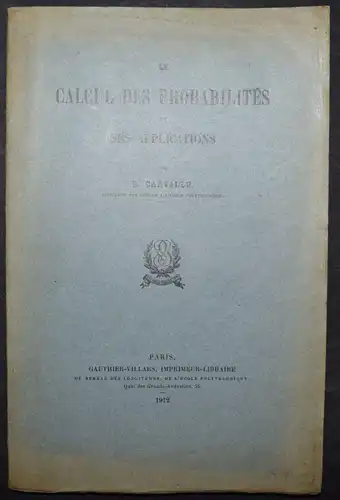 LE
CALCUL DES PROBABILITÉS
ET
SES APPLICATIONS
PAR
E. CARVALLO,
PARIS,
GAUTHIER-VILLARS, IMPRIMEUR-LIBRAIRE
DU BUREAU DES LONGITUDES, DE L'ÉCOLE POLYTECHNIQUE
Quai des Grands-Augustins, 55.
1912